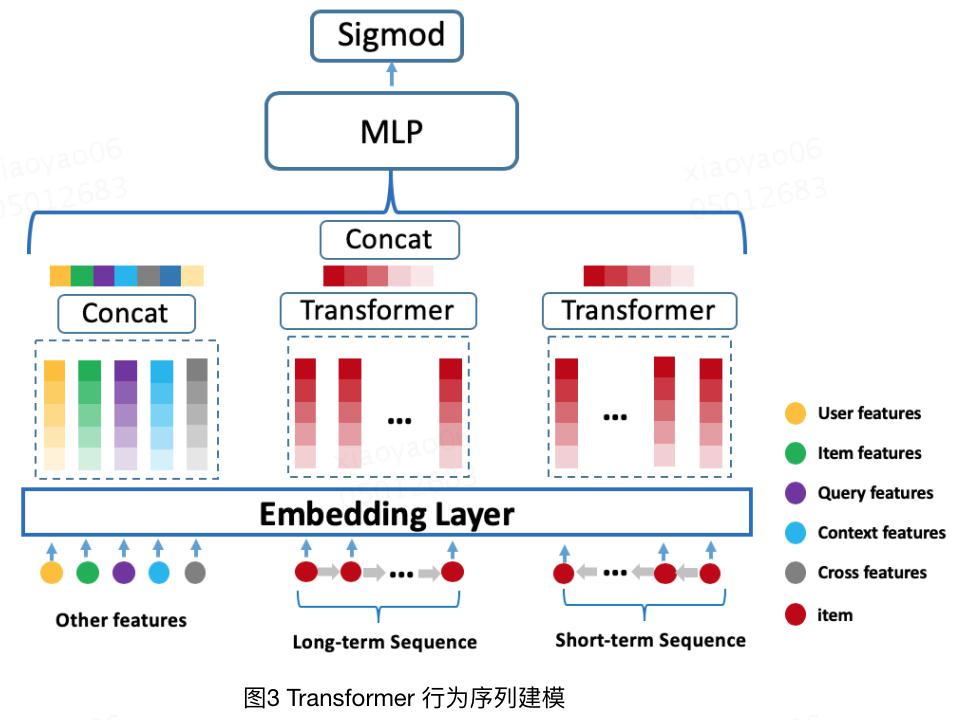 Sigmod
MLP
xiaoyao06
05012683
xiaoyao06
05012683
Concat
Concat
Transformer
Transformer
...
...
xiaoyao06
User features
Item features
Query features
Context features
Cross features
item
Embedding Layer
...
...
Other features
Long-term Sequence
Short-term Sequence
图3 Transformer 行为序列建模